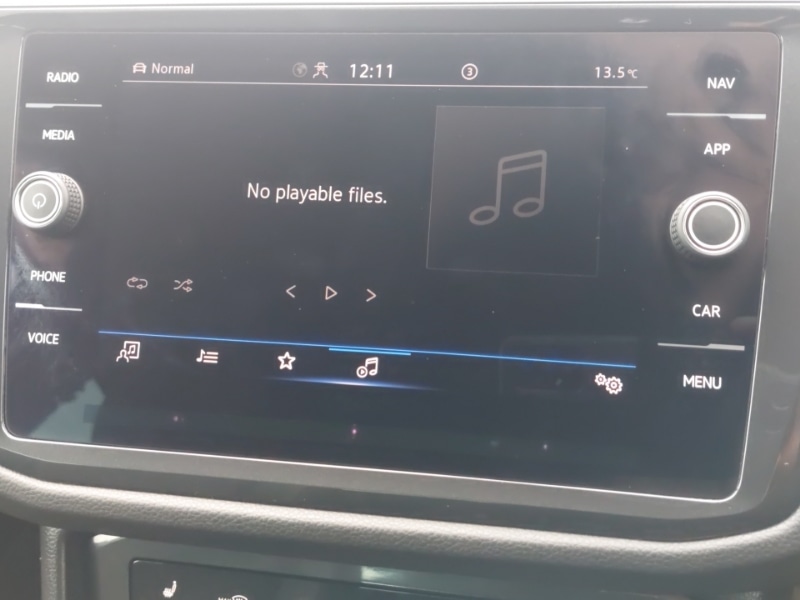 RADIO
MEDIA
PHONE
VOICE
Normal
12:11
3
13.5°C
No playable files.
NAV
APP
CAR
MENU